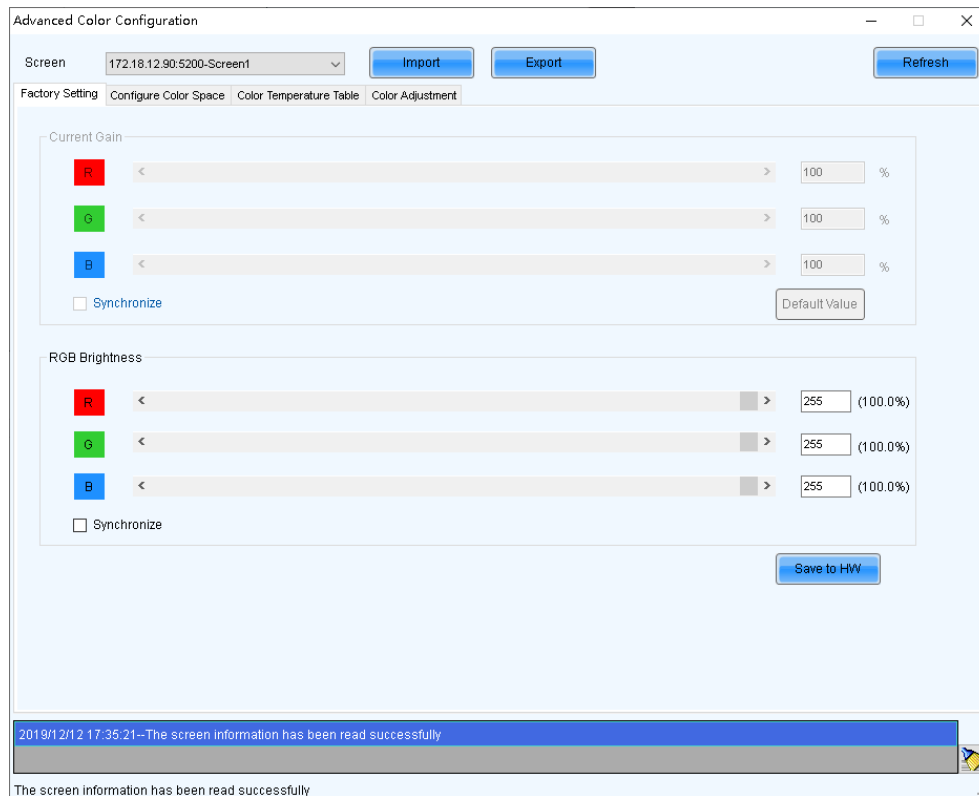 Advanced Color Configuration
Screen 172.18.12.90:5200-Screen1 Import Export Refresh
Factory Setting Configure Color Space Color Temperature Table Color Adjustment
Current Gain
R 100 %
G 100 %
B 100 %
Synchronize Default Value
RGB Brightness
R 255 (100.0%)
G 255 (100.0%)
B 255 (100.0%)
Synchronize
Save to HW
2019/12/12 17:35:21--The screen information has been read successfully
The screen information has been read successfully